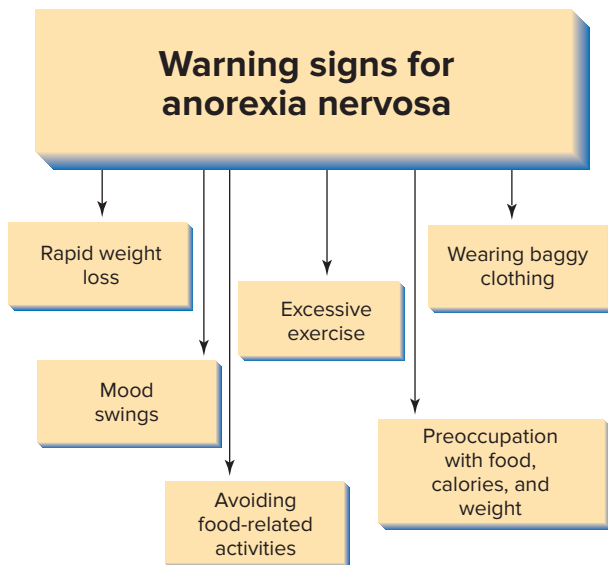 Warning signs for
anorexia nervosa
Rapid weight
loss
Mood
swings
Avoiding
food-related
activities
Excessive
exercise
Preoccupation
with food,
calories, and
weight
Wearing baggy
clothing